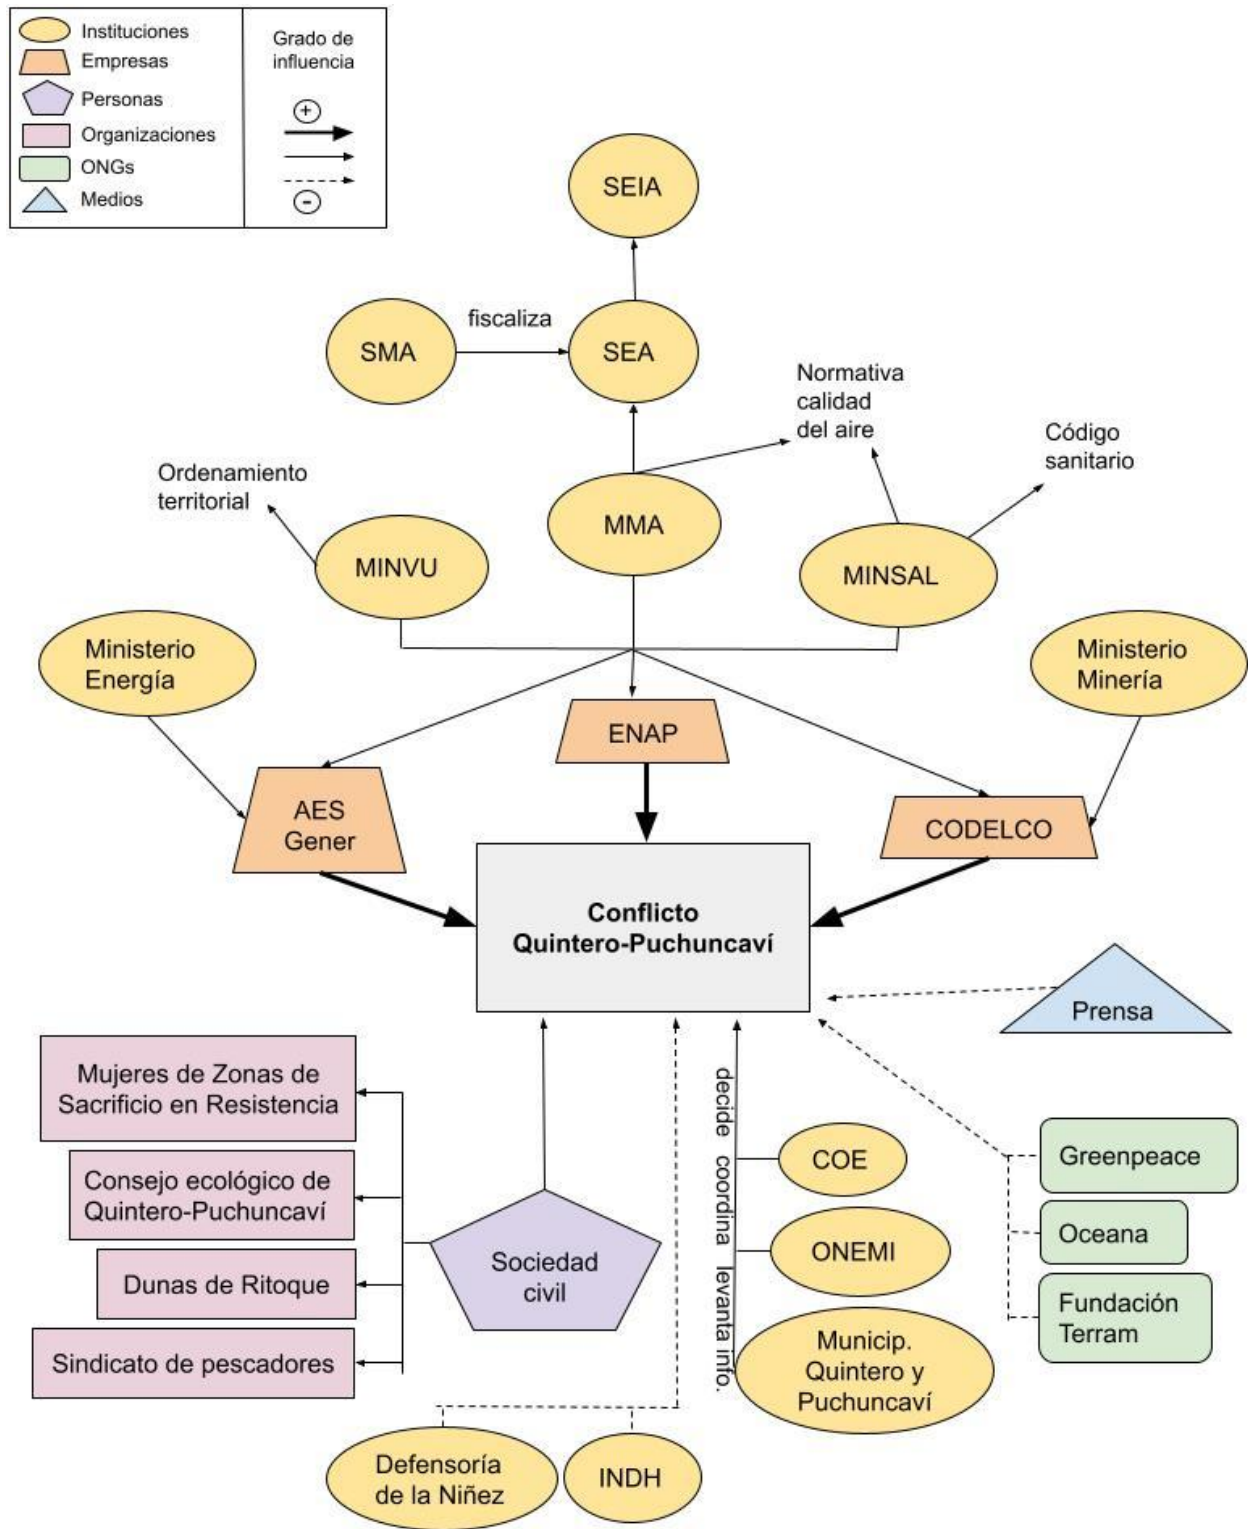 Instituciones
Empresas
Personas
Organizaciones
ONGs
Medios
Grado de
influencia
+
-
SEIA
SMA
fiscaliza
SEA
Normativa
calidad
del aire
Código
sanitario
Ordenamiento
territorial
MINVU
MMA
MINSAL
Ministerio
Energía
Ministerio
Minería
ENAP
AES
Gener
CODELCO
Conflicto
Quintero-Puchuncaví
Prensa
Mujeres de Zonas de
Sacrificio en Resistencia
Consejo ecológico de
Quintero-Puchuncaví
Dunas de Ritoque
Sindicato de pescadores
Sociedad
civil
decide coordina levanta info.
COE
ONEMI
Municip.
Quintero y
Puchuncaví
Greenpeace
Oceana
Fundación
Terram
Defensoría
de la Niñez
INDH